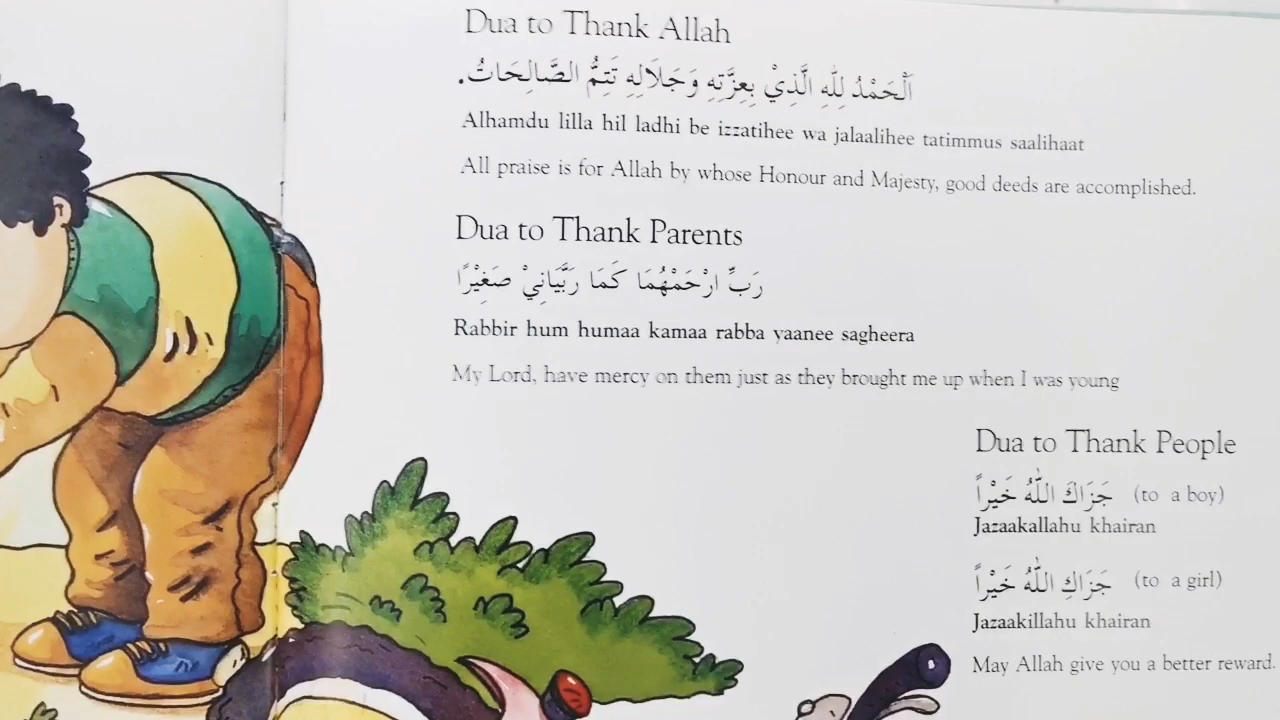 Dua to Thank Allah
اَلْحَمْدُ لِلّٰهِ الَّذِيْ بِعِزَّتِهِ وَجَلَالِهِ تَتِمُّ الصَّالِحَاتُ.
Alhamdu lilla hil ladhi be izzatihee wa jalaalihee tatimmus saalihaat
All praise is for Allah by whose Honour and Majesty, good deeds are accomplished.
Dua to Thank Parents
رَبِّ ارْحَمْهُمَا كَمَا رَبَّيَانِيْ صَغِيْرًا
Rabbir hum humaa kamaa rabba yaanee sagheera
My Lord, have mercy on them just as they brought me up when I was young
Dua to Thank People
جَزَاكَ اللّٰهُ خَيْراً (to a boy)
Jazaakallahu khairan
جَزَاكِ اللّٰهُ خَيْراً (to a girl)
Jazaakillahu khairan
May Allah give you a better reward.